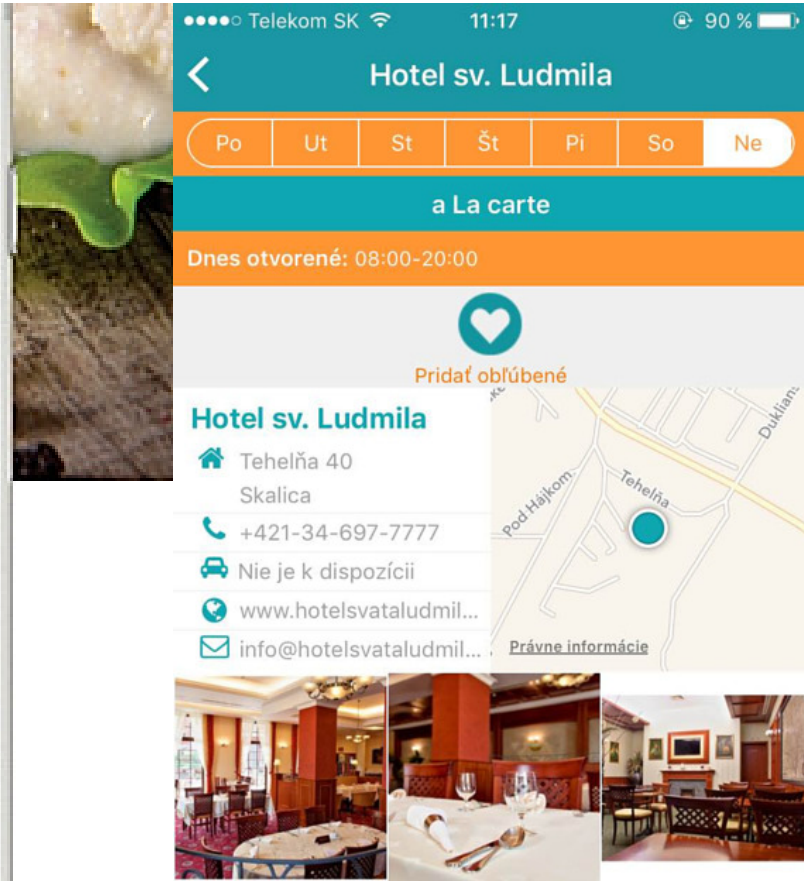 Telekom SK 11:17 90 %
Hotel sv. Ludmila
Po Ut St Št Pi So Ne
a La carte
Dnes otvorené: 08:00-20:00
Pridať obľúbené
Hotel sv. Ludmila
Tehelňa 40
Skalica
+421-34-697-7777
Nie je k dispozícii
www.hotelsvataludmil...
info@hotelsvataludmil...
Duklians
Tehelňa
Pod Hájkom
Právne informácie